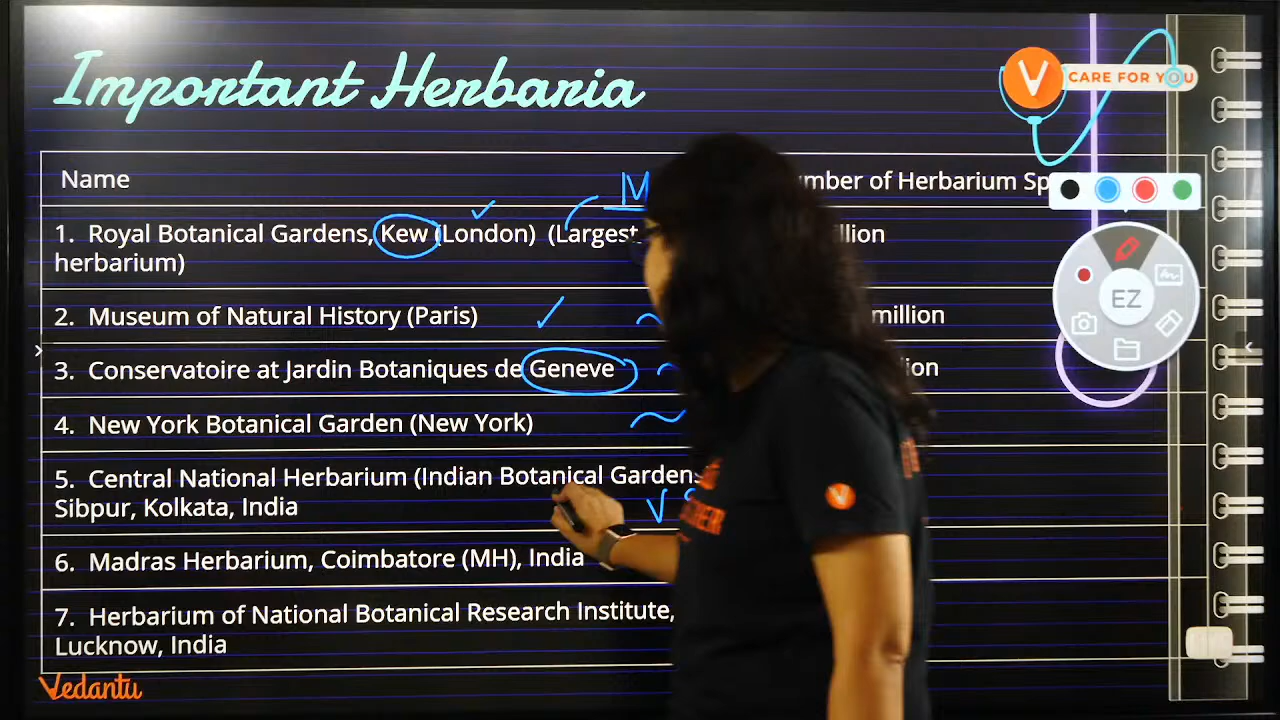 Important Herbaria
CARE FOR YOU
Name
Number of Herbarium Sp
1. Royal Botanical Gardens, Kew (London) (Largest
herbarium)
2. Museum of Natural History (Paris)
million
3. Conservatoire at Jardin Botaniques de Geneve
4. New York Botanical Garden (New York)
5. Central National Herbarium (Indian Botanical Gardens
Sibpur, Kolkata, India
6. Madras Herbarium, Coimbatore (MH), India
7. Herbarium of National Botanical Research Institute,
Lucknow, India
EZ
Vedantu